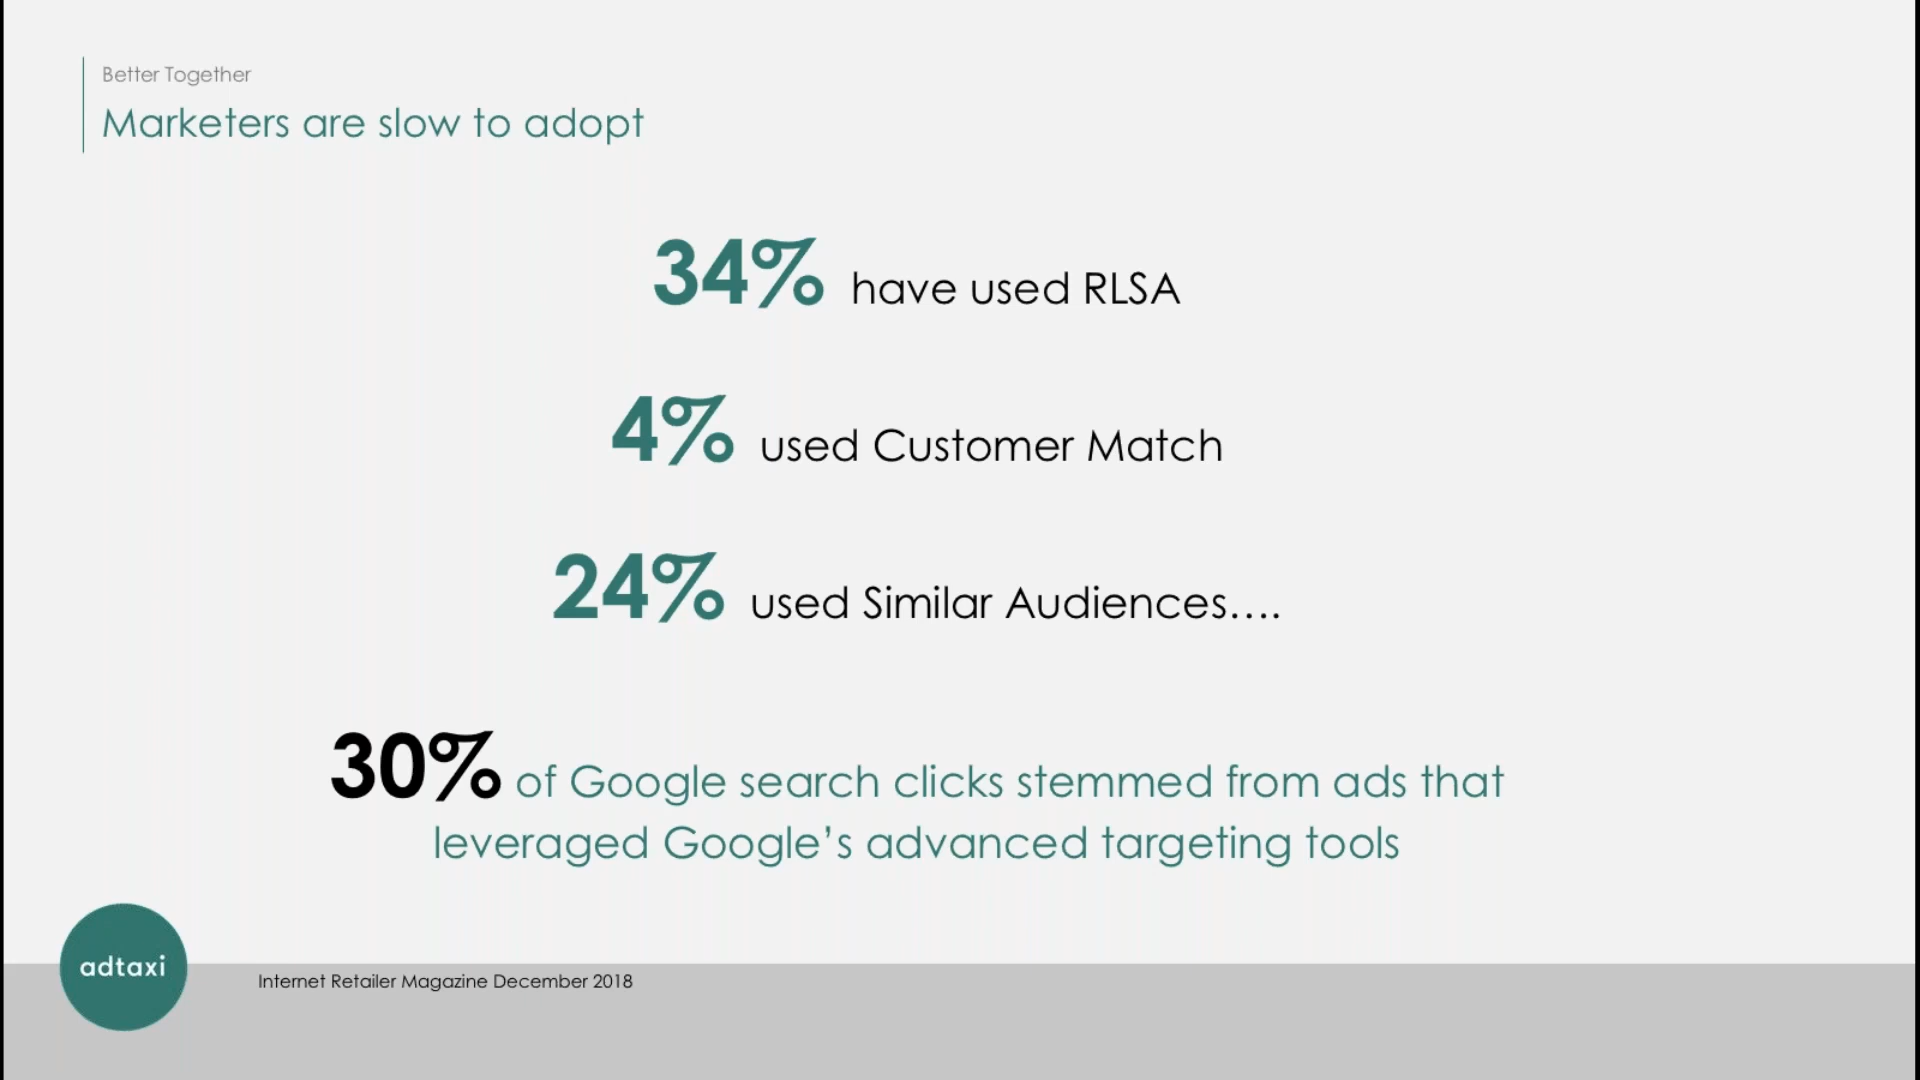 Better Together
Marketers are slow to adopt
34% have used RLSA
4% used Customer Match
24% used Similar Audiences....
30% of Google search clicks stemmed from ads that
leveraged Google’s advanced targeting tools
adtaxi
Internet Retailer Magazine December 2018